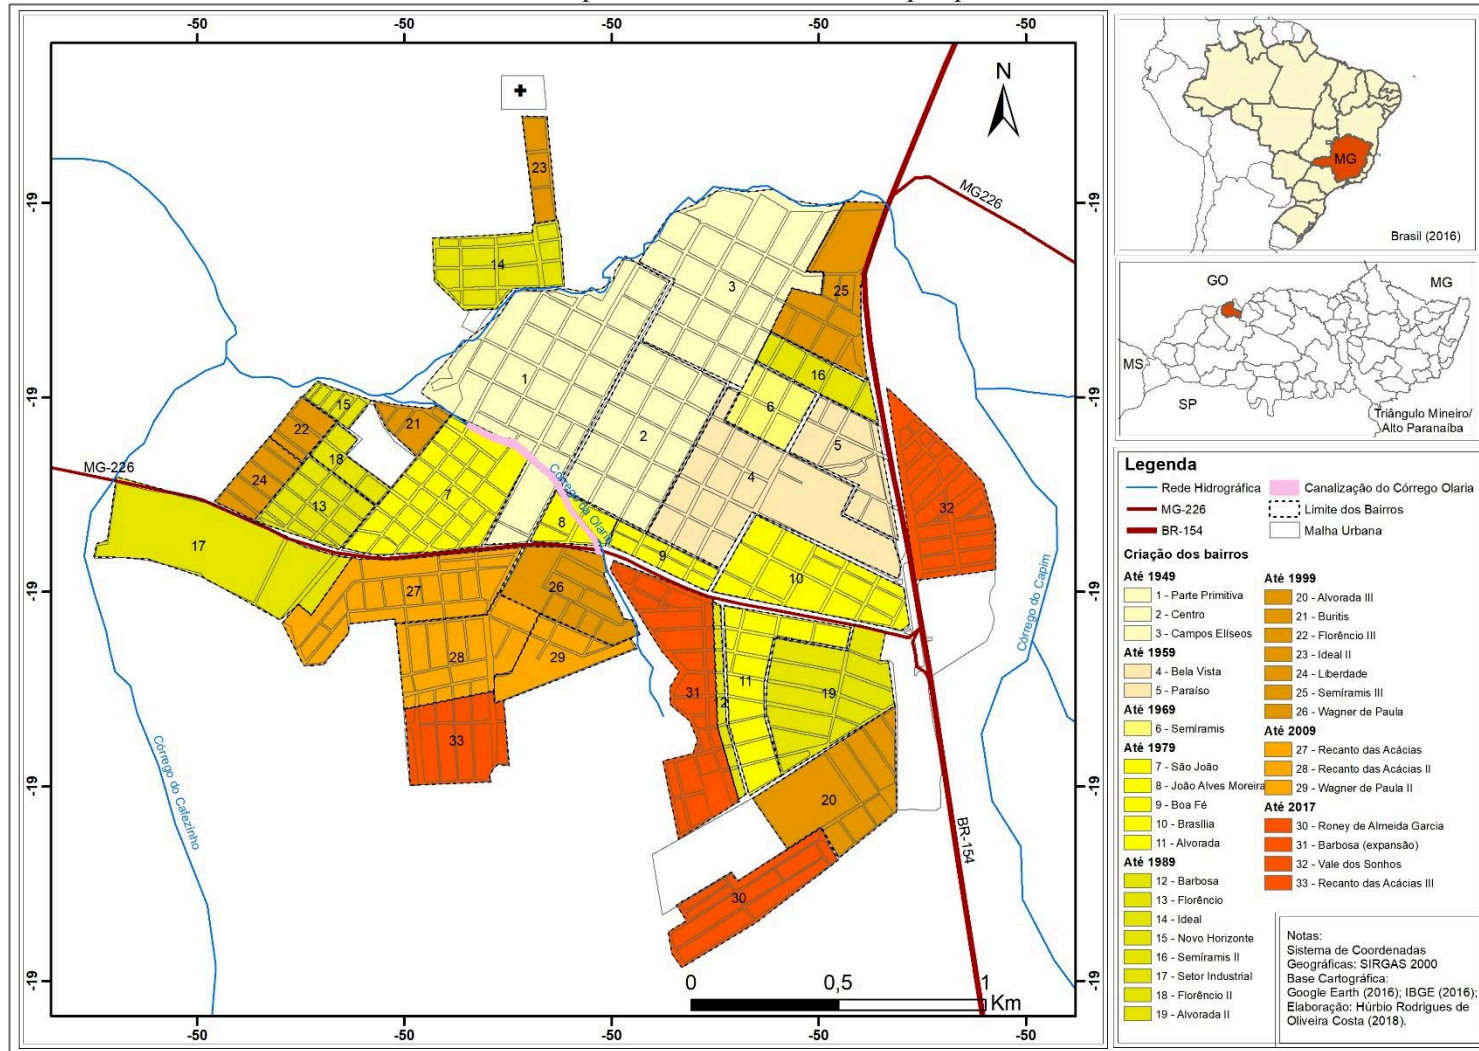 -50 -50 -50 -50
N
MG226
23
-19 -19
14
3
25
1
16
6
-19 -19
15
22
21
2
5
18
4
MG-226
24
13
7
Córrego da Olaria
32
8
17
9
10
-19 -19
27
26
28
29
11
31
12
19
33
Córrego do Capim
Córrego do Cafezinho
-19 -19
20
BR-154
30
0 0,5 1
Km
-19 -19
-50 -50 -50 -50 -50
MG
Brasil (2016)
GO
MG
MS
SP
Triângulo Mineiro/
Alto Paranaíba
Legenda
Rede Hidrográfica
MG-226
BR-154
Canalização do Córrego Olaria
Limite dos Bairros
Malha Urbana
Criação dos bairros
Até 1949
1 - Parte Primitiva
2 - Centro
3 - Campos Elíseos
Até 1959
4 - Bela Vista
5 - Paraíso
Até 1969
6 - Semíramis
Até 1979
7 - São João
8 - João Alves Moreira
9 - Boa Fé
10 - Brasília
11 - Alvorada
Até 1989
12 - Barbosa
13 - Florêncio
14 - Ideal
15 - Novo Horizonte
16 - Semíramis II
17 - Setor Industrial
18 - Florêncio II
19 - Alvorada II
Até 1999
20 - Alvorada III
21 - Buritis
22 - Florêncio III
23 - Ideal II
24 - Liberdade
25 - Semíramis III
26 - Wagner de Paula
Até 2009
27 - Recanto das Acácias
28 - Recanto das Acácias II
29 - Wagner de Paula II
Até 2017
30 - Roney de Almeida Garcia
31 - Barbosa (expansão)
32 - Vale dos Sonhos
33 - Recanto das Acácias III
Notas:
Sistema de Coordenadas
Geográficas: SIRGAS 2000
Base Cartográfica:
Google Earth (2016); IBGE (2016);
Elaboração: Húrbio Rodrigues de
Oliveira Costa (2018).